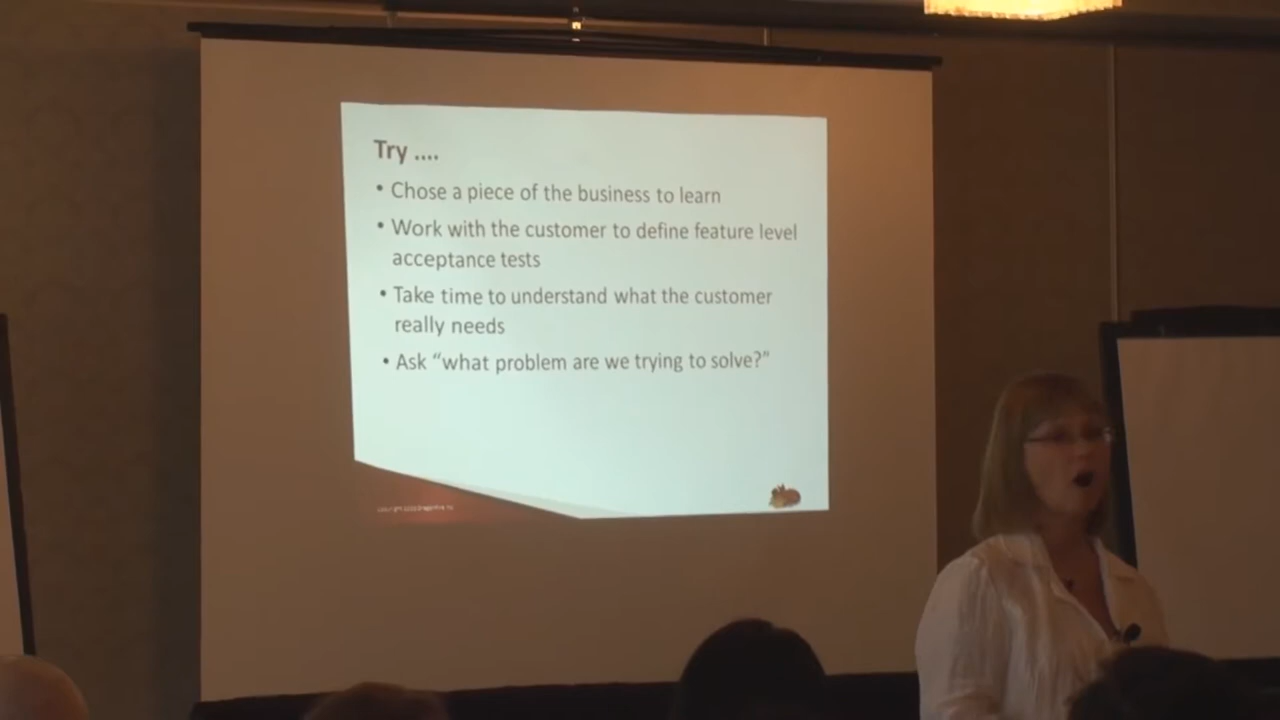 Try ....
• Chose a piece of the business to learn
• Work with the customer to define feature level
acceptance tests
• Take time to understand what the customer
really needs
• Ask “what problem are we trying to solve?”